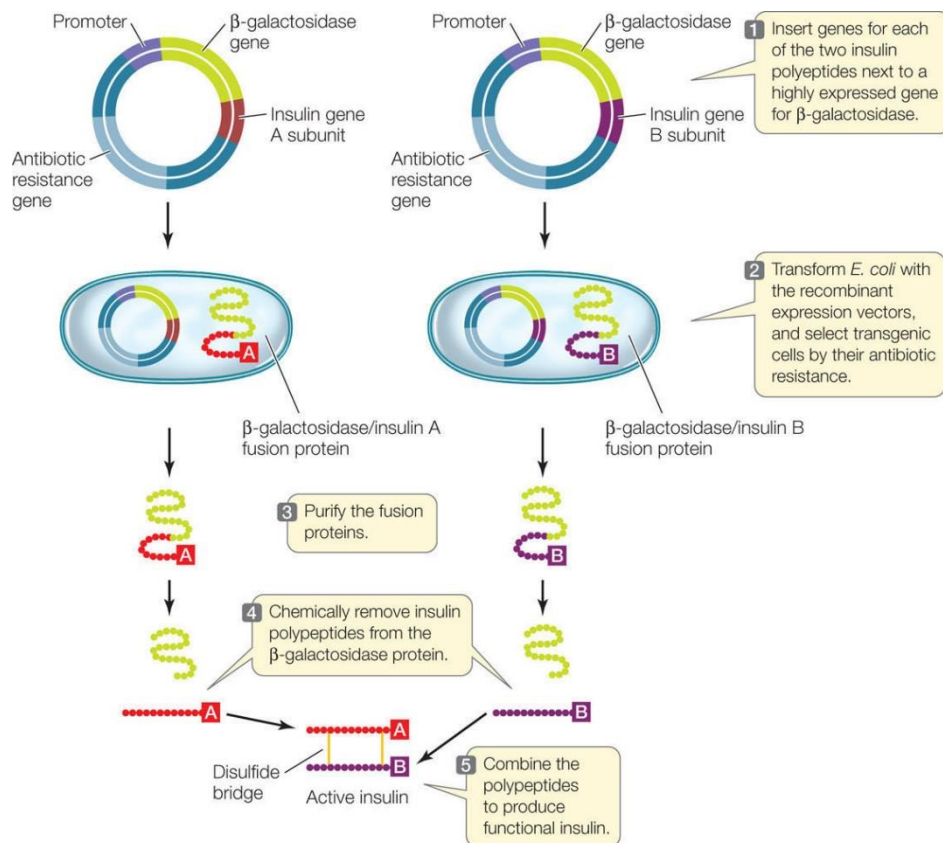 Promoter
β-galactosidase
gene
Insulin gene
A subunit
Antibiotic
resistance
gene
Promoter
β-galactosidase
gene
Insulin gene
B subunit
Antibiotic
resistance
gene
1 Insert genes for each
of the two insulin
polypeptides next to a
highly expressed gene
for β-galactosidase.
A
B
2 Transform E. coli with
the recombinant
expression vectors,
and select transgenic
cells by their antibiotic
resistance.
β-galactosidase/insulin A
fusion protein
β-galactosidase/insulin B
fusion protein
A
3 Purify the fusion
proteins.
B
4 Chemically remove insulin
polypeptides from the
β-galactosidase protein.
A
B
A
B
Disulfide
bridge
Active insulin
5 Combine the
polypeptides
to produce
functional insulin.